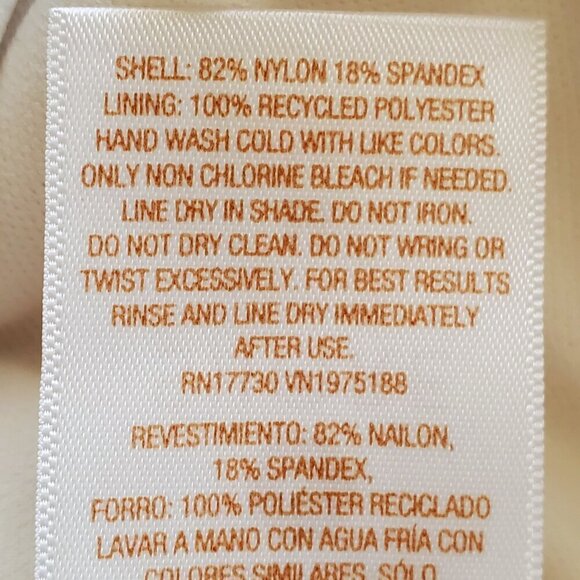 SHELL: 82% NYLON 18% SPANDEX
LINING: 100% RECYCLED POLYESTER
HAND WASH COLD WITH LIKE COLORS.
ONLY NON CHLORINE BLEACH IF NEEDED.
LINE DRY IN SHADE. DO NOT IRON.
DO NOT DRY CLEAN. DO NOT WRING OR
TWIST EXCESSIVELY. FOR BEST RESULTS
RINSE AND LINE DRY IMMEDIATELY
AFTER USE.
RN17730 VN1975188
REVESTIMIENTO: 82% NAILON,
18% SPANDEX,
FORRO: 100% POLIÉSTER RECICLADO
LAVAR A MANO CON AGUA FRÍA CON
COLORES SIMILARES. SÓLO